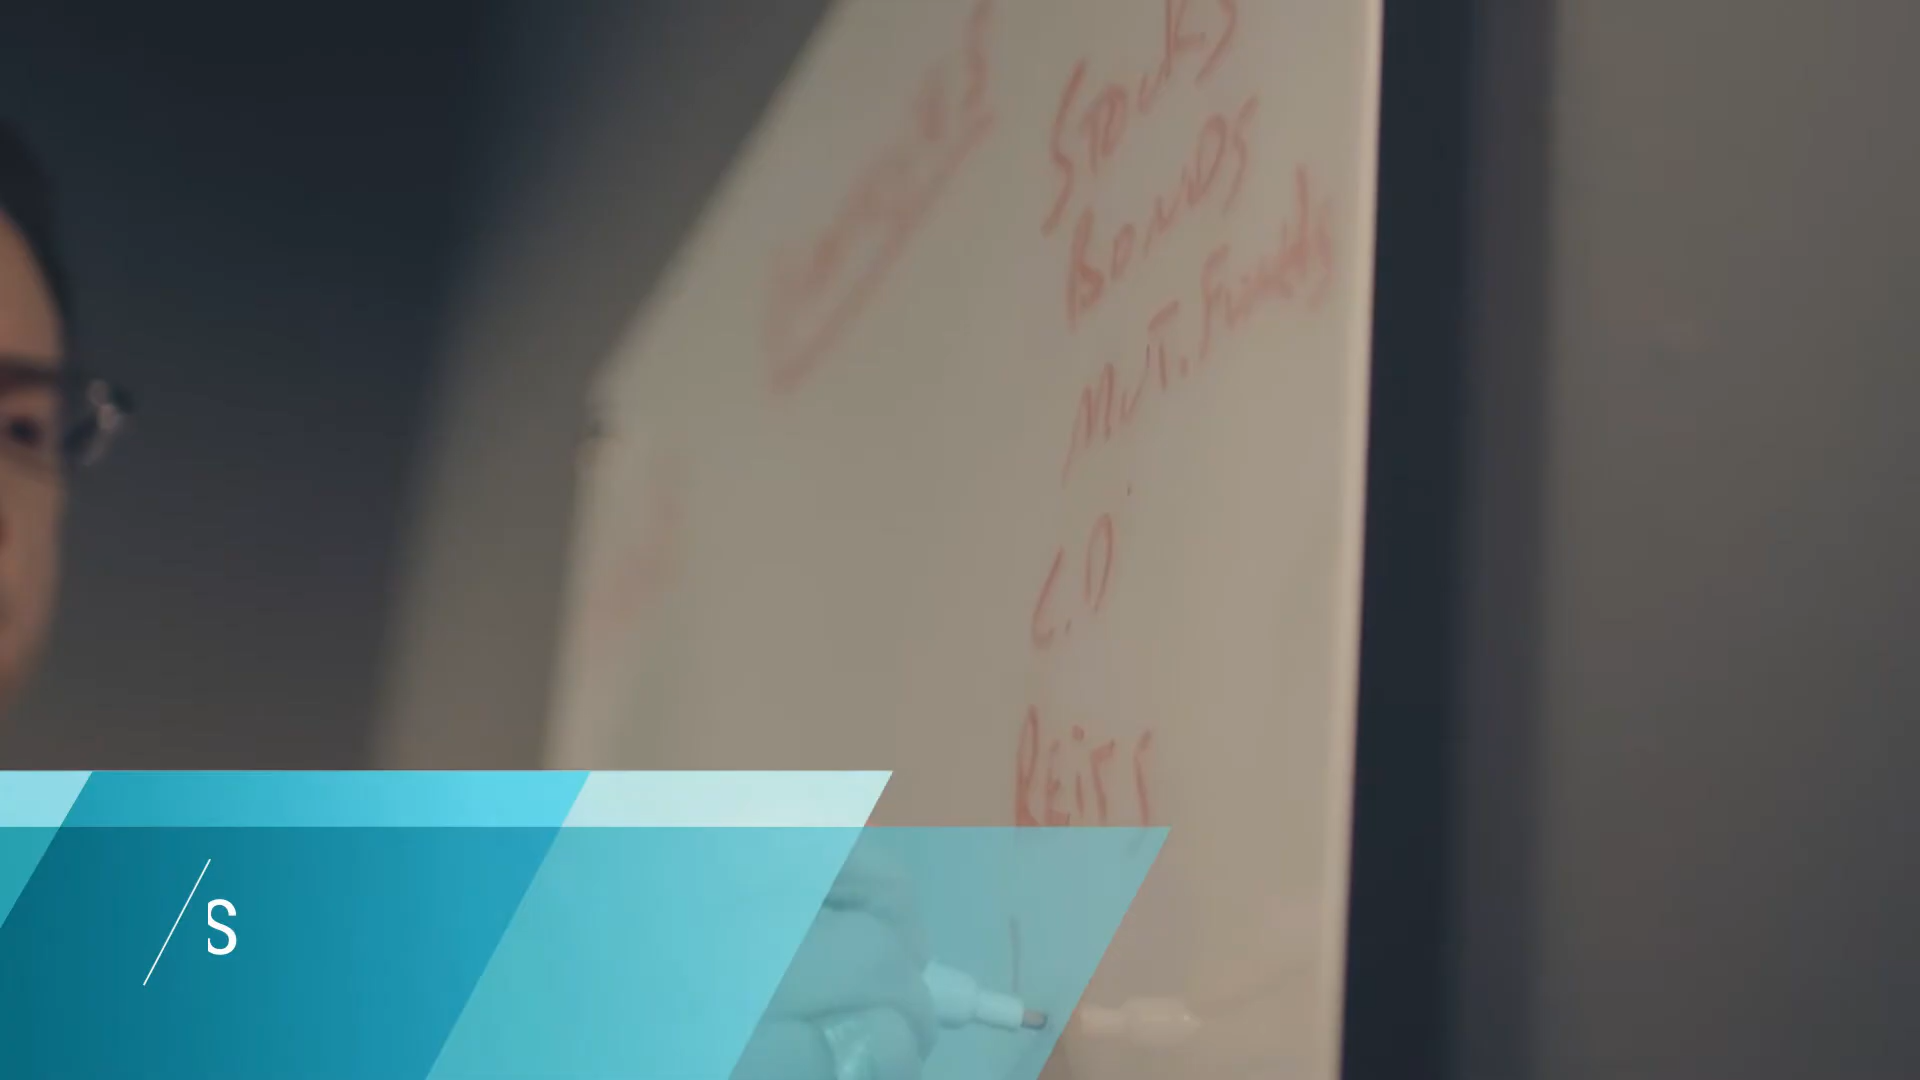 STOCKS
BONDS
MUT. Funds
C.D
REITS
S